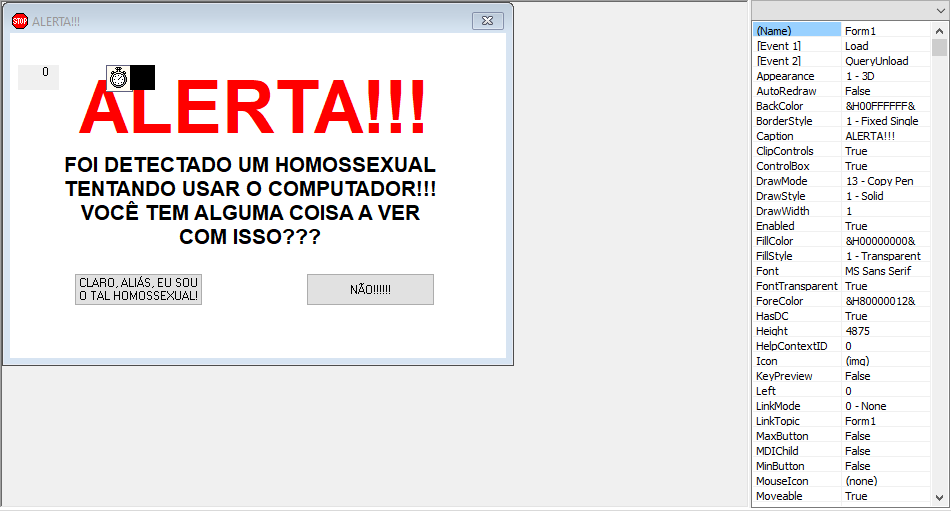 STOP ALERTA!!!
0
ALERTA!!!
FOI DETECTADO UM HOMOSSEXUAL
TENTANDO USAR O COMPUTADOR!!!
VOCÊ TEM ALGUMA COISA A VER
COM ISSO???
CLARO, ALIÁS, EU SOU
O TAL HOMOSSEXUAL!
NÃO!!!!!!
(Name) Form1
[Event 1] Load
[Event 2] QueryUnload
Appearance 1 - 3D
AutoRedraw False
BackColor &H00FFFFFF&
BorderStyle 1 - Fixed Single
Caption ALERTA!!!
ClipControls True
ControlBox True
DrawMode 13 - Copy Pen
DrawStyle 1 - Solid
DrawWidth 1
Enabled True
FillColor &H00000000&
FillStyle 1 - Transparent
Font MS Sans Serif
FontTransparent True
ForeColor &H80000012&
HasDC True
Height 4875
HelpContextID 0
Icon (img)
KeyPreview False
Left 0
LinkMode 0 - None
LinkTopic Form1
MaxButton False
MDIChild False
MinButton False
MouseIcon (none)
Moveable True